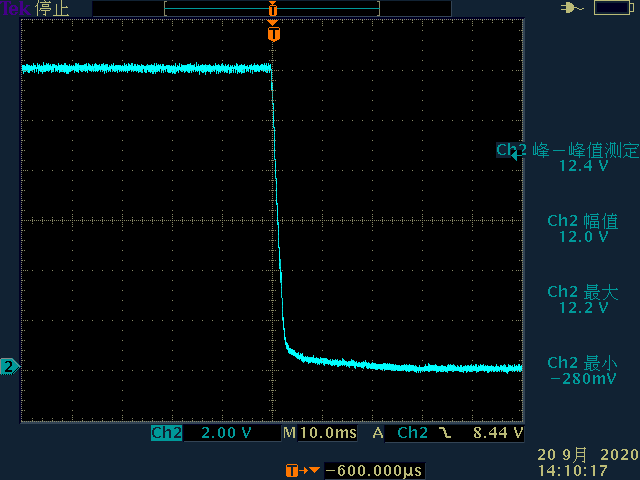 Tek 停止
T
T
Ch2 峰－峰值测定
12.4 V
Ch2 幅值
12.0 V
Ch2 最大
12.2 V
2
Ch2 最小
−280mV
Ch2 2.00 V M 10.0ms A Ch2 8.44 V
T −600.000µs
20 9月 2020
14:10:17